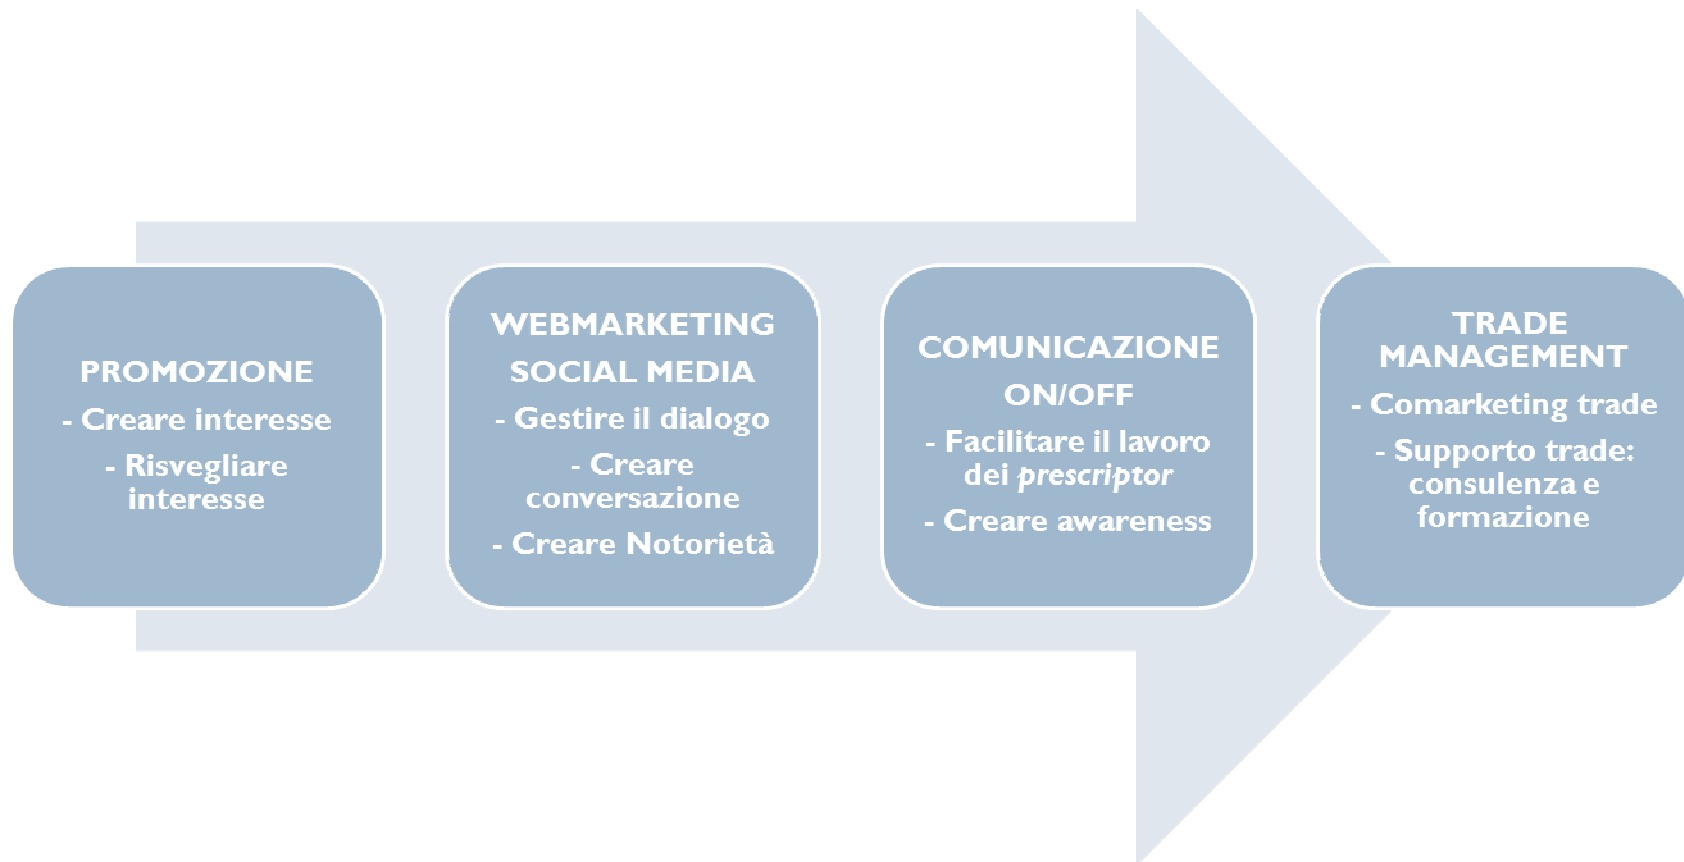 PROMOZIONE
- Creare interesse
- Risvegliare
interesse
WEBMARKETING
SOCIAL MEDIA
- Gestire il dialogo
- Creare
conversazione
- Creare Notorietà
COMUNICAZIONE
ON/OFF
- Facilitare il lavoro
dei prescriptor
- Creare awareness
TRADE
MANAGEMENT
- Comarketing trade
- Supporto trade:
consulenza e
formazione